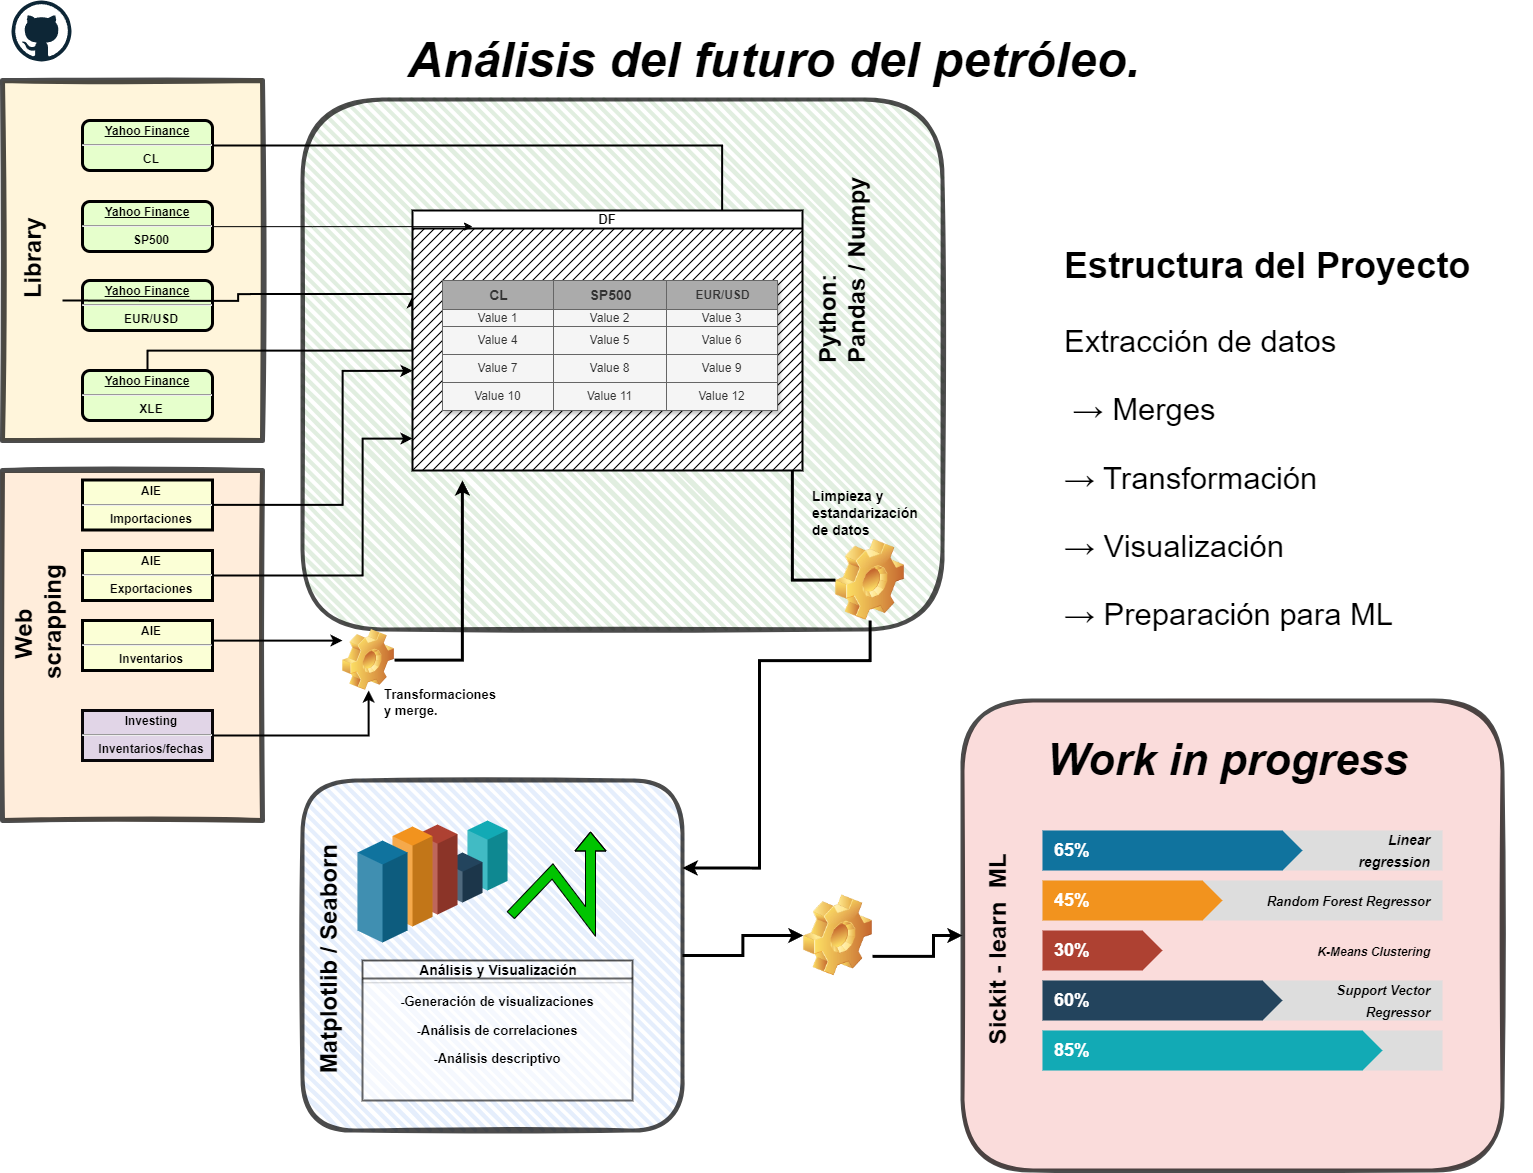 Análisis del futuro del petróleo.
Library
Yahoo Finance
CL
Yahoo Finance
SP500
Yahoo Finance
EUR/USD
Yahoo Finance
XLE
Web
scrapping
AIE
Importaciones
AIE
Exportaciones
AIE
Inventarios
Investing
Inventarios/fechas
Transformaciones
y merge.
DF
CL SP500 EUR/USD
Value 1 Value 2 Value 3
Value 4 Value 5 Value 6
Value 7 Value 8 Value 9
Value 10 Value 11 Value 12
Python:
Pandas / Numpy
Limpieza y
estandarización
de datos
Estructura del Proyecto
Extracción de datos
→ Merges
→ Transformación
→ Visualización
→ Preparación para ML
Matplotlib / Seaborn
Análisis y Visualización
-Generación de visualizaciones
-Análisis de correlaciones
-Análisis descriptivo
Work in progress
Sickit - learn ML
65% Linear
regression
45% Random Forest Regressor
30% K-Means Clustering
60% Support Vector
Regressor
85%